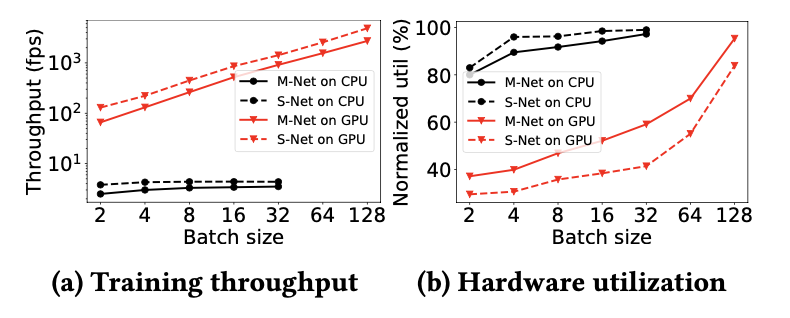 Throughput (fps)
10³
10²
10¹
M-Net on CPU
S-Net on CPU
M-Net on GPU
S-Net on GPU
2 4 8 16 32 64 128
Batch size
(a) Training throughput
Normalized util (%)
100
80
60
40
M-Net on CPU
S-Net on CPU
M-Net on GPU
S-Net on GPU
2 4 8 16 32 64 128
Batch size
(b) Hardware utilization